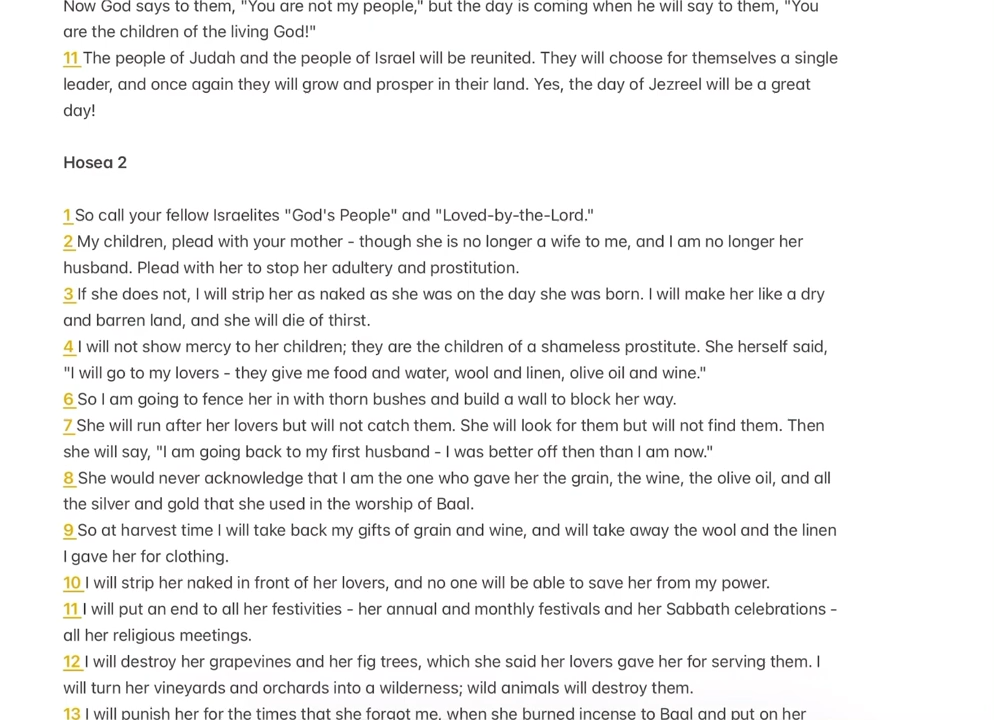 Now God says to them, "You are not my people," but the day is coming when he will say to them, "You
are the children of the living God!"
11 The people of Judah and the people of Israel will be reunited. They will choose for themselves a single
leader, and once again they will grow and prosper in their land. Yes, the day of Jezreel will be a great
day!
Hosea 2
1 So call your fellow Israelites "God's People" and "Loved-by-the-Lord."
2 My children, plead with your mother - though she is no longer a wife to me, and I am no longer her
husband. Plead with her to stop her adultery and prostitution.
3 If she does not, I will strip her as naked as she was on the day she was born. I will make her like a dry
and barren land, and she will die of thirst.
4 I will not show mercy to her children; they are the children of a shameless prostitute. She herself said,
"I will go to my lovers - they give me food and water, wool and linen, olive oil and wine."
6 So I am going to fence her in with thorn bushes and build a wall to block her way.
7 She will run after her lovers but will not catch them. She will look for them but will not find them. Then
she will say, "I am going back to my first husband - I was better off then than I am now."
8 She would never acknowledge that I am the one who gave her the grain, the wine, the olive oil, and all
the silver and gold that she used in the worship of Baal.
9 So at harvest time I will take back my gifts of grain and wine, and will take away the wool and the linen
I gave her for clothing.
10 I will strip her naked in front of her lovers, and no one will be able to save her from my power.
11 I will put an end to all her festivities - her annual and monthly festivals and her Sabbath celebrations -
all her religious meetings.
12 I will destroy her grapevines and her fig trees, which she said her lovers gave her for serving them. I
will turn her vineyards and orchards into a wilderness; wild animals will destroy them.
13 I will punish her for the times that she forgot me, when she burned incense to Baal and put on her